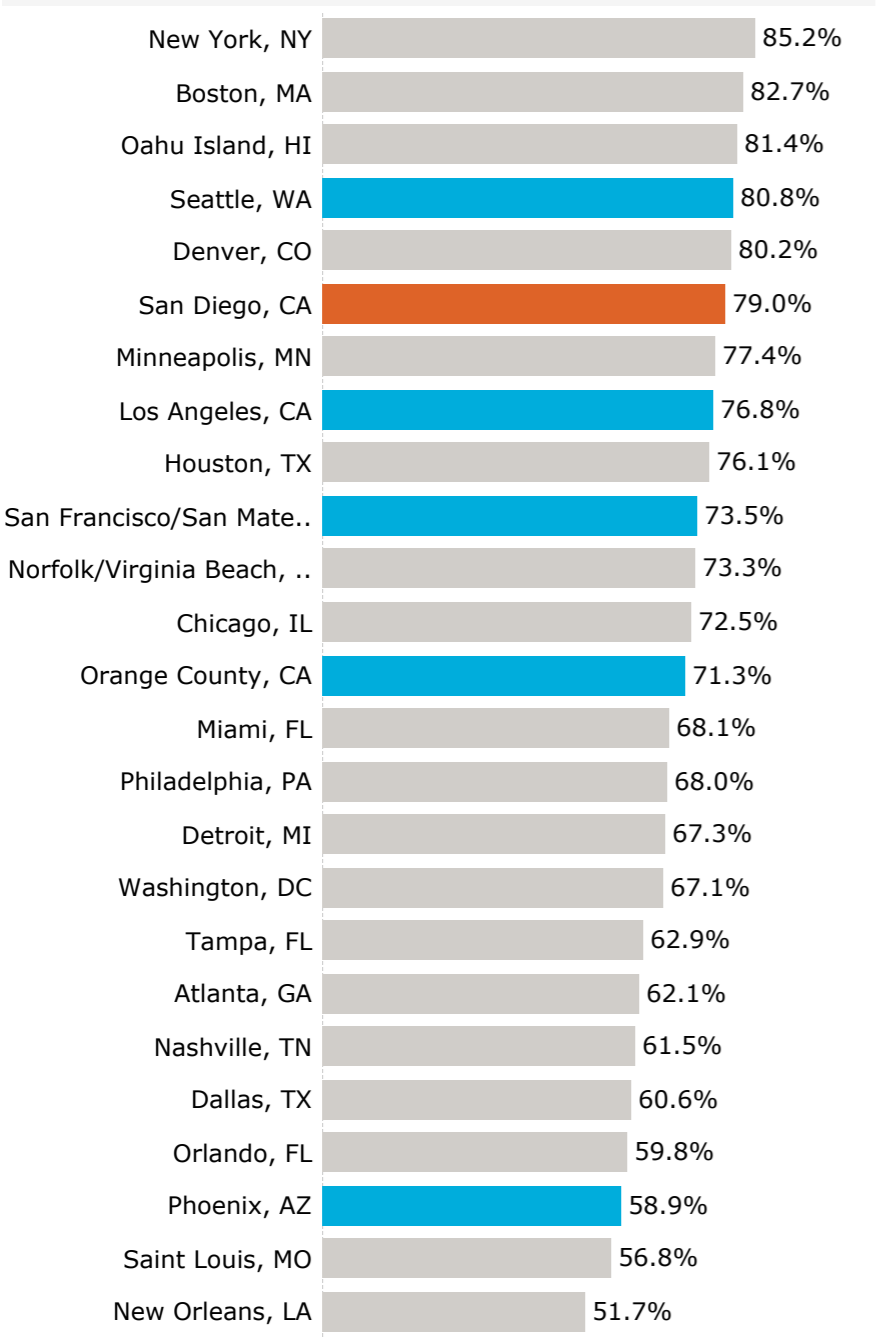 New York, NY 85.2%
Boston, MA 82.7%
Oahu Island, HI 81.4%
Seattle, WA 80.8%
Denver, CO 80.2%
San Diego, CA 79.0%
Minneapolis, MN 77.4%
Los Angeles, CA 76.8%
Houston, TX 76.1%
San Francisco/San Mate.. 73.5%
Norfolk/Virginia Beach, .. 73.3%
Chicago, IL 72.5%
Orange County, CA 71.3%
Miami, FL 68.1%
Philadelphia, PA 68.0%
Detroit, MI 67.3%
Washington, DC 67.1%
Tampa, FL 62.9%
Atlanta, GA 62.1%
Nashville, TN 61.5%
Dallas, TX 60.6%
Orlando, FL 59.8%
Phoenix, AZ 58.9%
Saint Louis, MO 56.8%
New Orleans, LA 51.7%